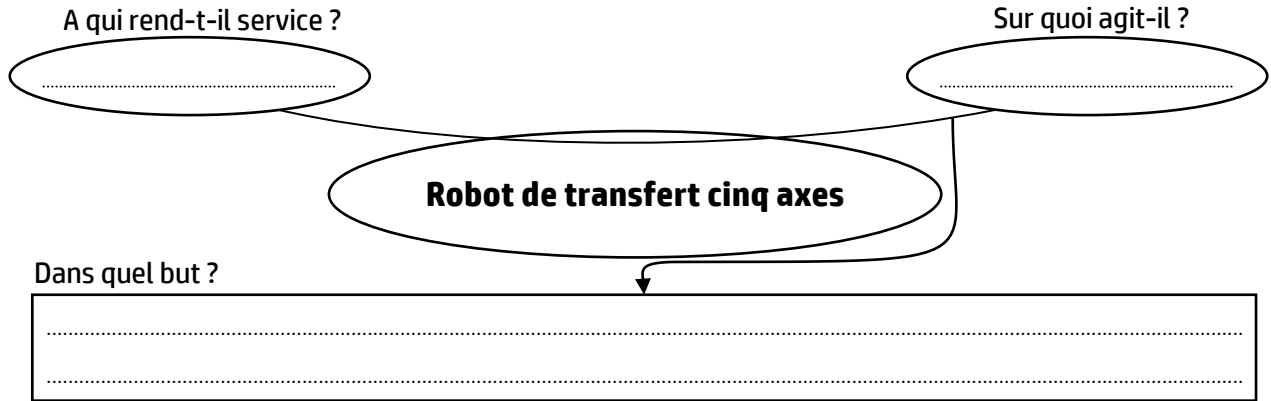 A qui rend-t-il service ?
Sur quoi agit-il ?
Robot de transfert cinq axes
Dans quel but ?